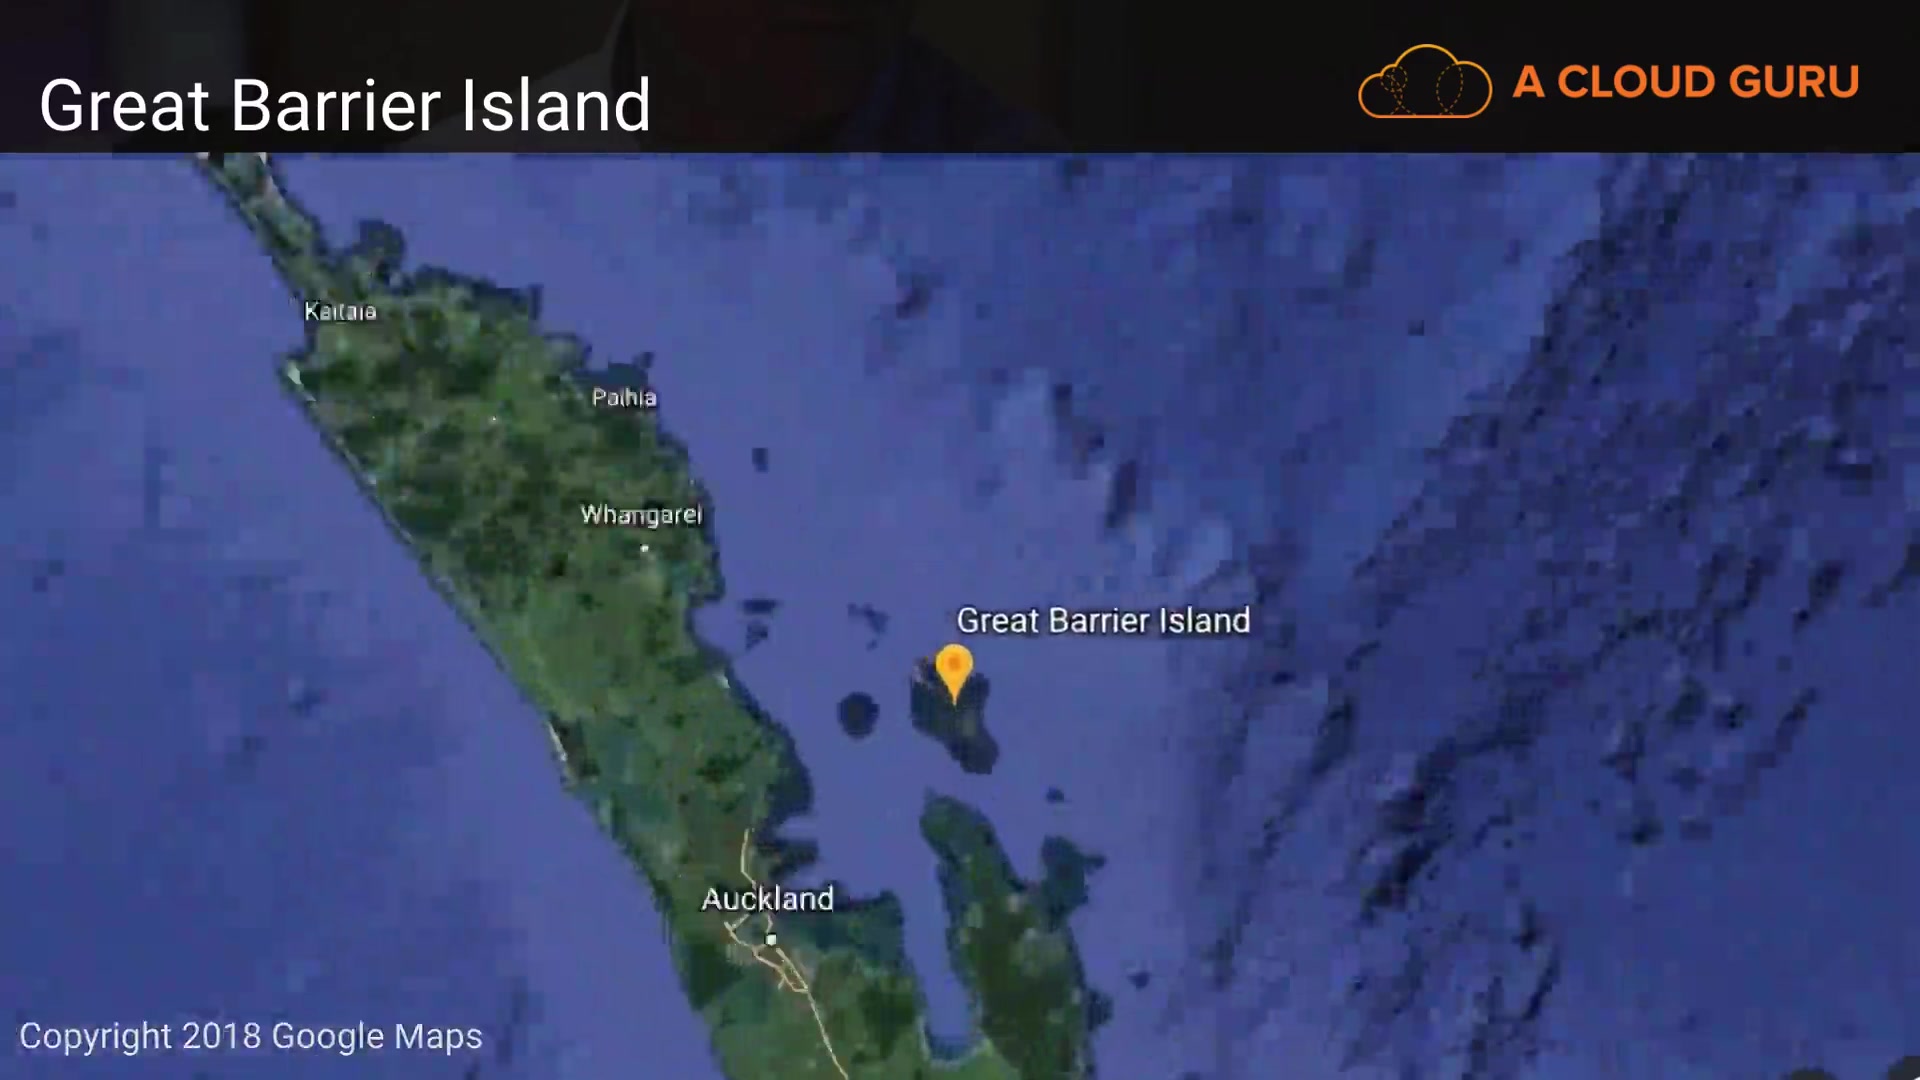 Great Barrier Island
A CLOUD GURU
Kaitaia
Paihia
Whangarei
Great Barrier Island
Auckland
Copyright 2018 Google Maps